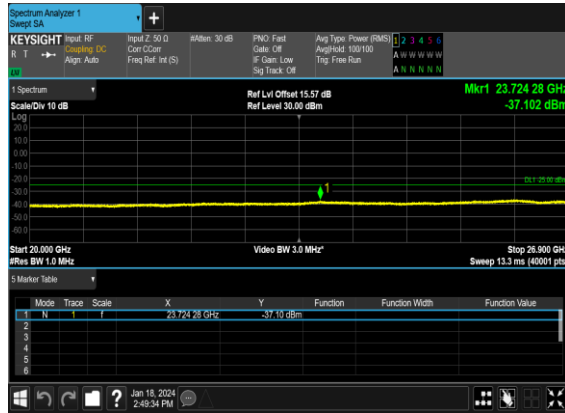 Spectrum Analyzer 1
Swept SA
+
KEYSIGHT Input: RF Input Z: 50 Ω #Atten: 30 dB PNO: Fast Avg Type: Power (RMS) 1 2 3 4 5 6
R T Coupling: DC Corr CCorr Gate: Off Avg|Hold: 100/100 A W W W W W
Align: Auto Freq Ref: Int (S) IF Gain: Low Trig: Free Run
Sig Track: Off A N N N N N
1 Spectrum Ref Lvl Offset 15.57 dB Mkr1 23.724 28 GHz
Scale/Div 10 dB Ref Level 30.00 dBm -37.102 dBm
Log
20.0
10.0
0.00
-10.0
-20.0 DL1 -25.00 dBm
-30.0 1
-40.0
-50.0
-60.0
Start 20.000 GHz Video BW 3.0 MHz* Stop 26.900 GHz
#Res BW 1.0 MHz Sweep 13.3 ms (40001 pts)
5 Marker Table
Mode Trace Scale X Y Function Function Width Function Value
1 N 1 f 23.724 28 GHz -37.10 dBm
2
3
4
5
6
? Jan 18, 2024
2:49:34 PM